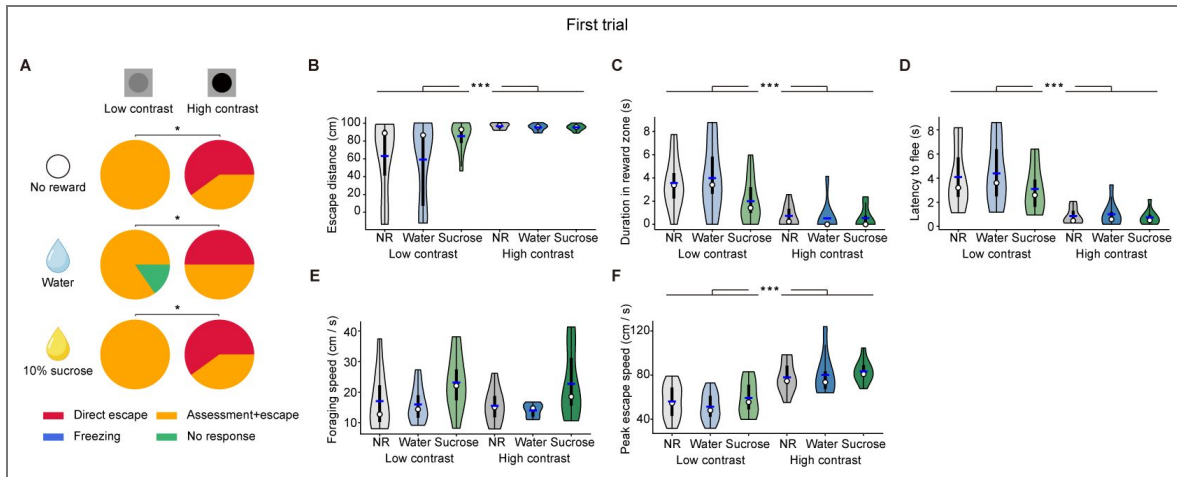 First trial
A
Low contrast
High contrast
*
No reward
*
Water
*
10% sucrose
Direct escape
Assessment+escape
Freezing
No response
B
***
Escape distance (cm)
100
80
60
40
20
0
NR Water Sucrose NR Water Sucrose
Low contrast High contrast
C
***
Duration in reward zone (s)
8
6
4
2
0
NR Water Sucrose NR Water Sucrose
Low contrast High contrast
D
***
Latency to flee (s)
8
6
4
2
0
NR Water Sucrose NR Water Sucrose
Low contrast High contrast
E
Foraging speed (cm / s)
40
30
20
10
NR Water Sucrose NR Water Sucrose
Low contrast High contrast
F
***
Peak escape speed (cm / s)
120
80
40
NR Water Sucrose NR Water Sucrose
Low contrast High contrast